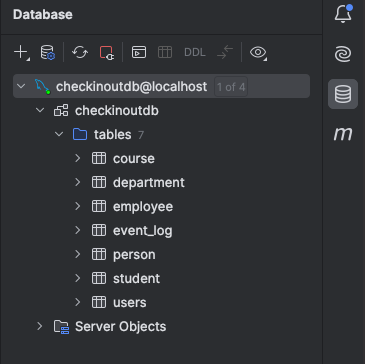 Database
DDL
checkinoutdb@localhost 1 of 4
checkinoutdb
tables 7
course
department
employee
event_log
person
student
users
Server Objects
m